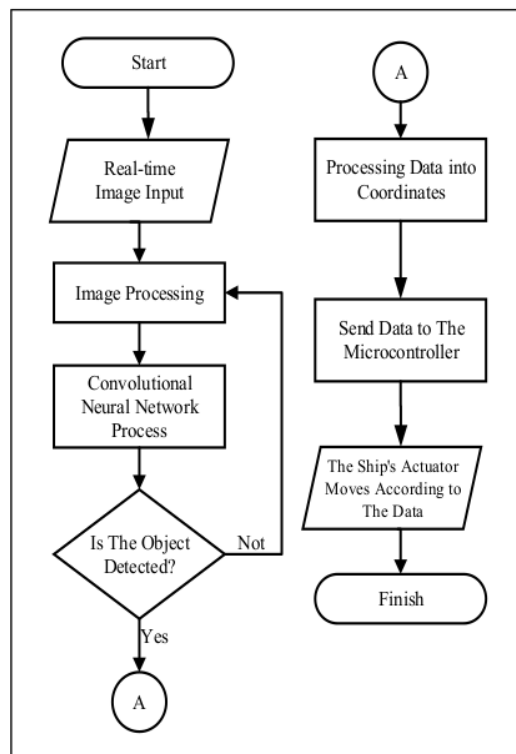 Start
Real-time
Image Input
Image Processing
Convolutional
Neural Network
Process
Is The Object
Detected?
Not
Yes
A
A
Processing Data into
Coordinates
Send Data to The
Microcontroller
The Ship's Actuator
Moves According to
The Data
Finish